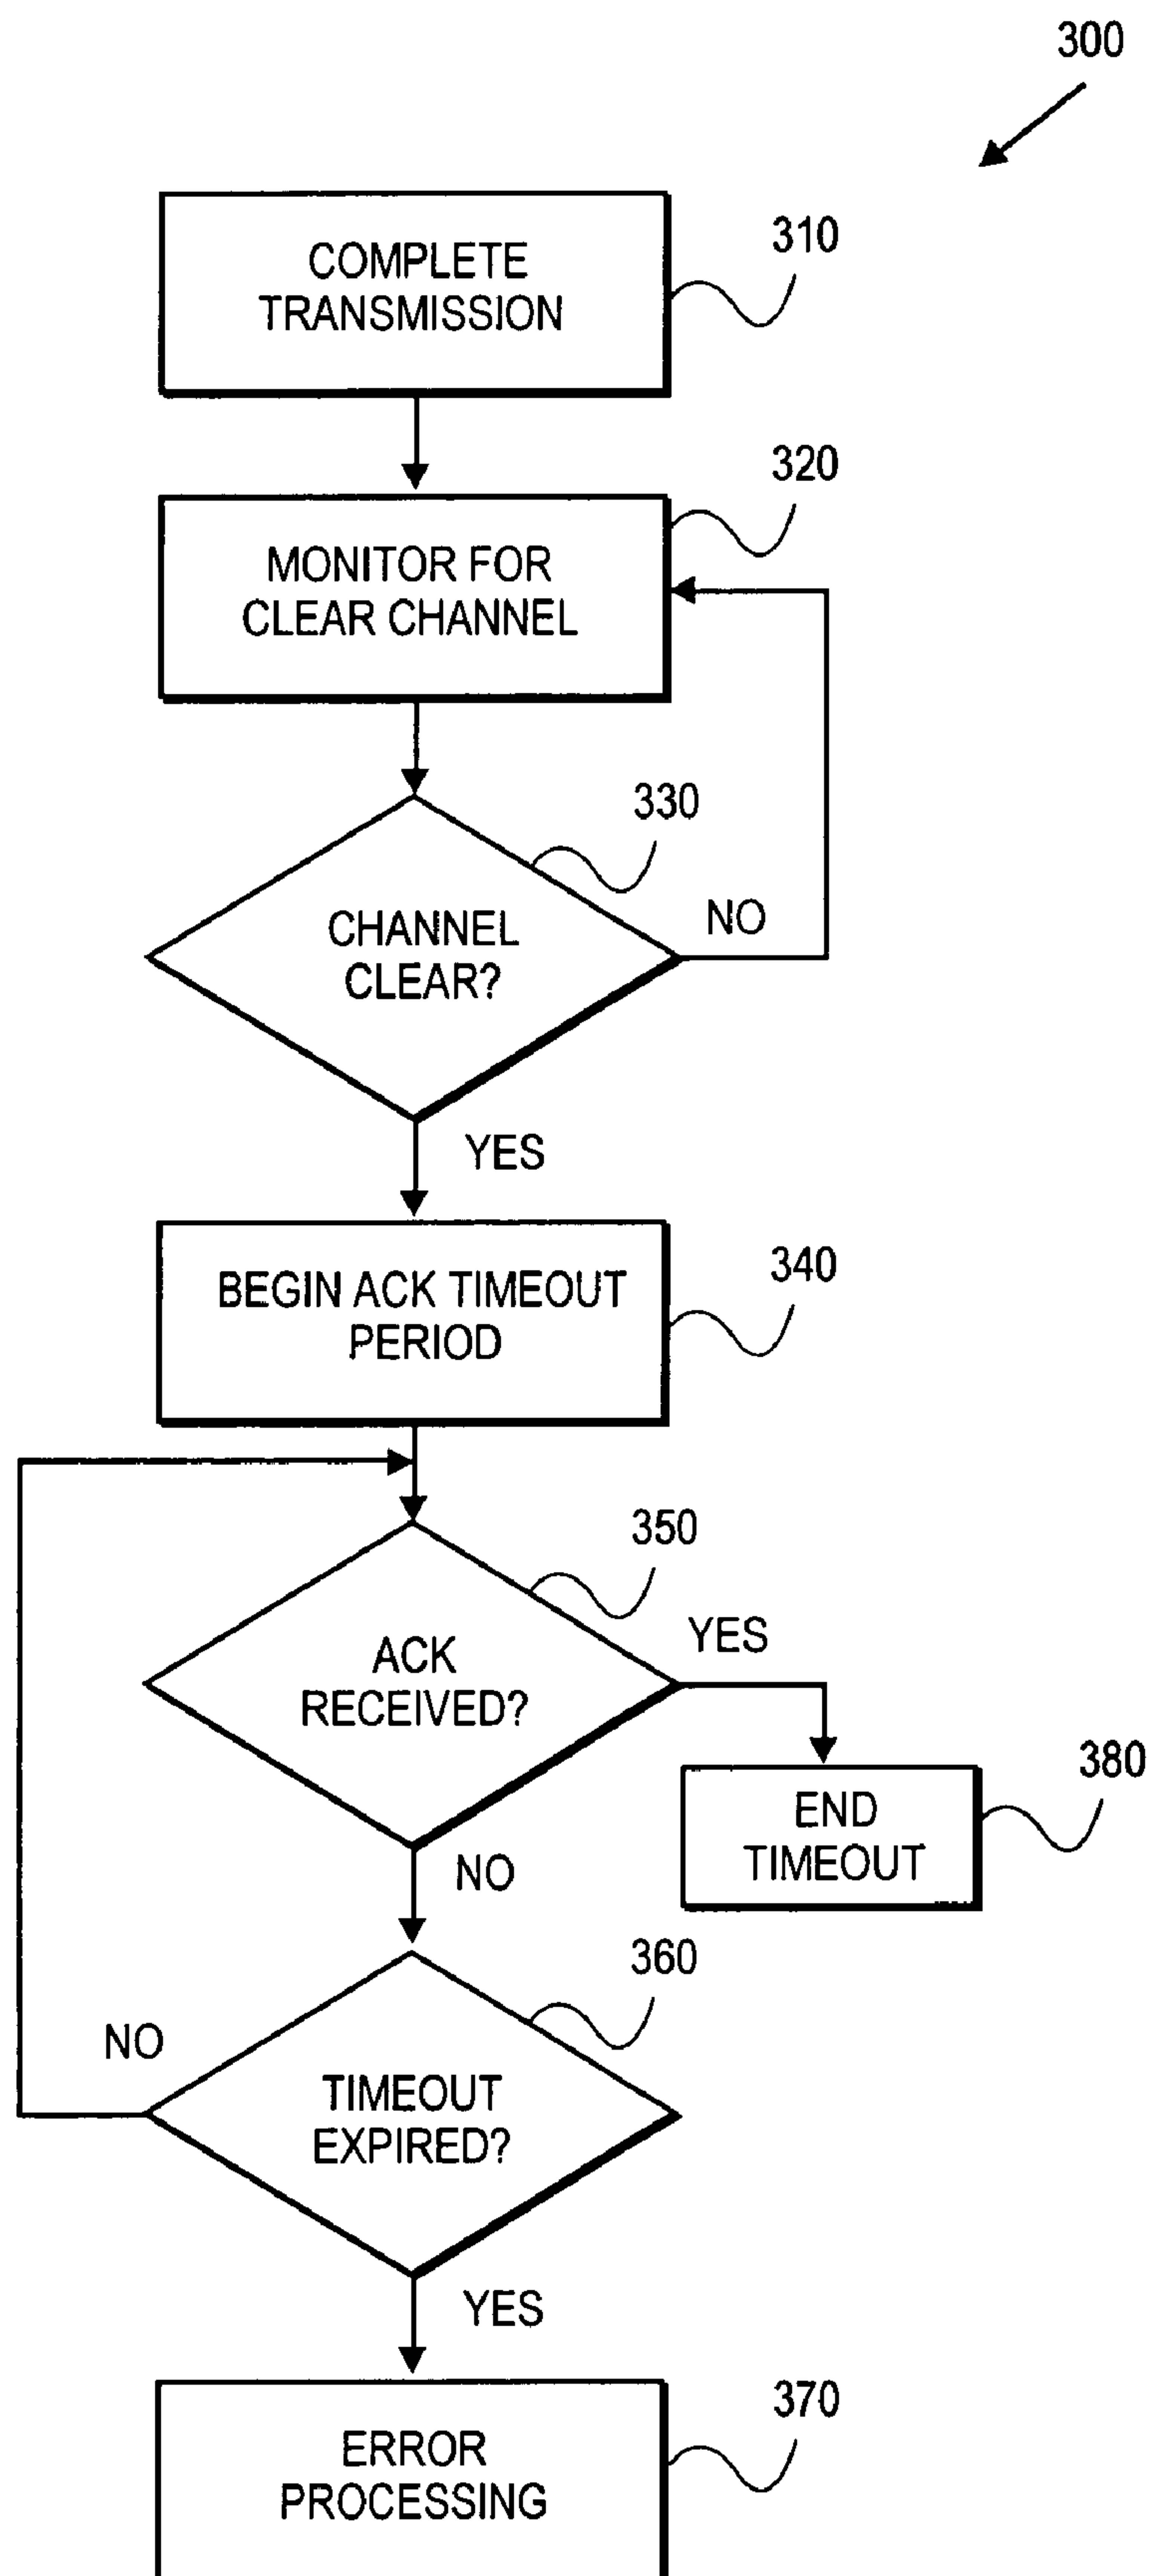 300
COMPLETE
TRANSMISSION
310
320
MONITOR FOR
CLEAR CHANNEL
330
CHANNEL
CLEAR?
NO
YES
BEGIN ACK TIMEOUT
PERIOD
340
350
ACK
RECEIVED?
YES
380
END
TIMEOUT
NO
360
NO
TIMEOUT
EXPIRED?
YES
370
ERROR
PROCESSING